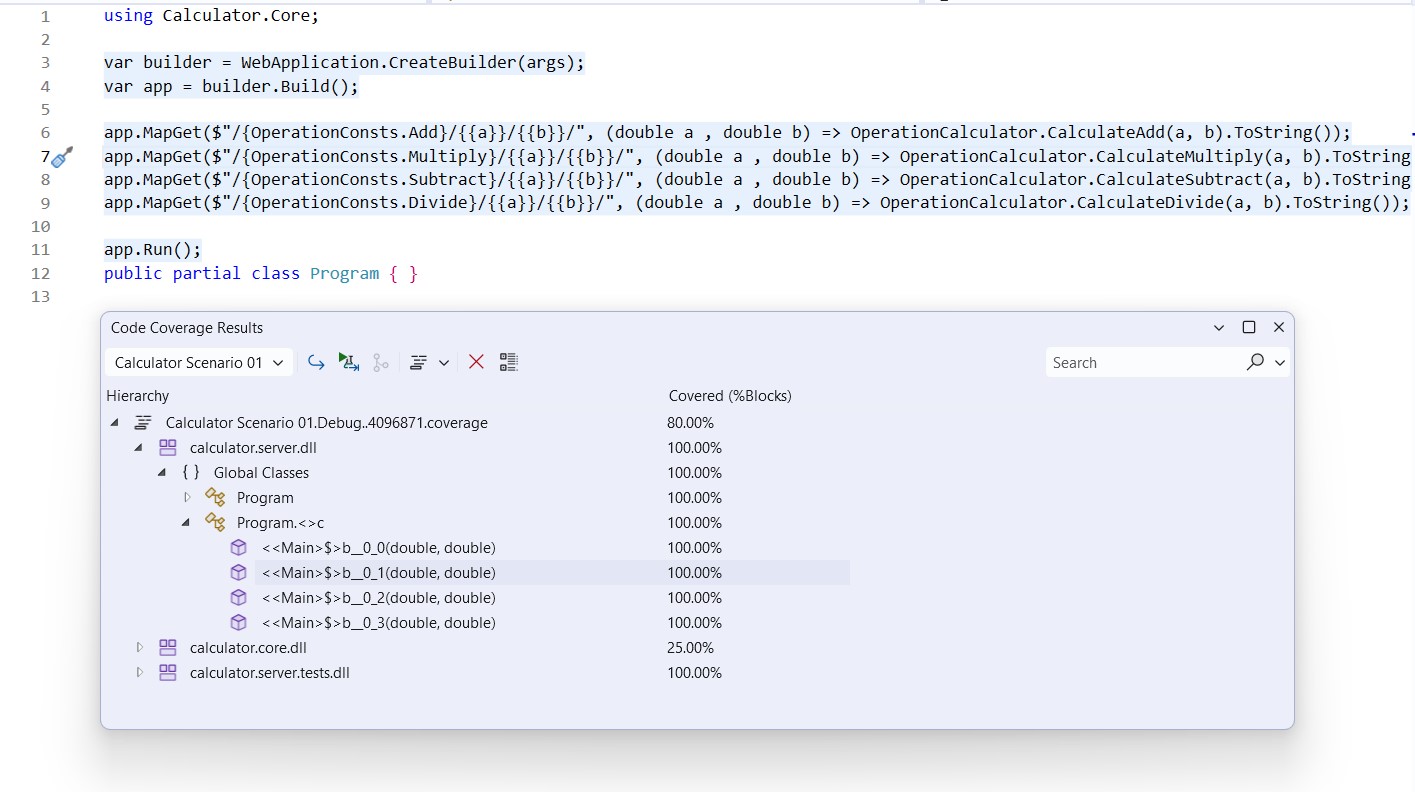 1 using Calculator.Core;
2
3 var builder = WebApplication.CreateBuilder(args);
4 var app = builder.Build();
5
6 app.MapGet($"/{OperationConsts.Add}/{{a}}/{{b}}/", (double a , double b) => OperationCalculator.CalculateAdd(a, b).ToString());
7 app.MapGet($"/{OperationConsts.Multiply}/{{a}}/{{b}}/", (double a , double b) => OperationCalculator.CalculateMultiply(a, b).ToString
8 app.MapGet($"/{OperationConsts.Subtract}/{{a}}/{{b}}/", (double a , double b) => OperationCalculator.CalculateSubtract(a, b).ToString
9 app.MapGet($"/{OperationConsts.Divide}/{{a}}/{{b}}/", (double a , double b) => OperationCalculator.CalculateDivide(a, b).ToString());
10
11 app.Run();
12 public partial class Program { }
13
Code Coverage Results
Calculator Scenario 01 Search
Hierarchy Covered (%Blocks)
Calculator Scenario 01.Debug..4096871.coverage 80.00%
calculator.server.dll 100.00%
{ } Global Classes 100.00%
Program 100.00%
Program.<>c 100.00%
<<Main>$>b__0_0(double, double) 100.00%
<<Main>$>b__0_1(double, double) 100.00%
<<Main>$>b__0_2(double, double) 100.00%
<<Main>$>b__0_3(double, double) 100.00%
calculator.core.dll 25.00%
calculator.server.tests.dll 100.00%